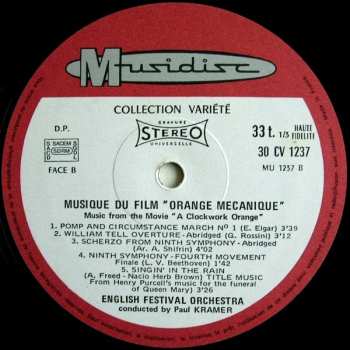 Musidisc
COLLECTION VARIÉTÉ
D.P.
GRAVURE
STEREO
UNIVERSELLE
33 t. 1/3 HAUTE FIDELITÉ
30 CV 1237
MU 1237 B
SACEM
SDRM
FACE B
MUSIQUE DU FILM "ORANGE MECANIQUE"
Music from the Movie "A Clockwork Orange"
1. POMP AND CIRCUMSTANCE MARCH Nº 1 (E. Elgar) 3'39
2. WILLIAM TELL OVERTURE - Abridged (G. Rossini) 3'12
3. SCHERZO FROM NINTH SYMPHONY - Abridged
(Ar. A. Shifrin)
4. NINTH SYMPHONY - FOURTH MOVEMENT
Finale (L. V. Beethoven) 1'42
5. SINGIN' IN THE RAIN
(A. Freed - Nacio Herb Brown) TITLE MUSIC
From Henry Purcell's music for the funeral
of Queen Mary) 3'26
ENGLISH FESTIVAL ORCHESTRA
conducted by Paul KRAMER